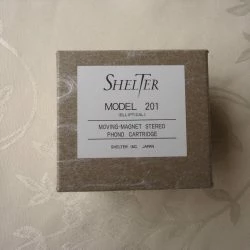 SHELTER
MODEL 201
(ELLIPTICAL)
MOVING-MAGNET STEREO
PHONO CARTRIDGE
SHELTER INC. JAPAN